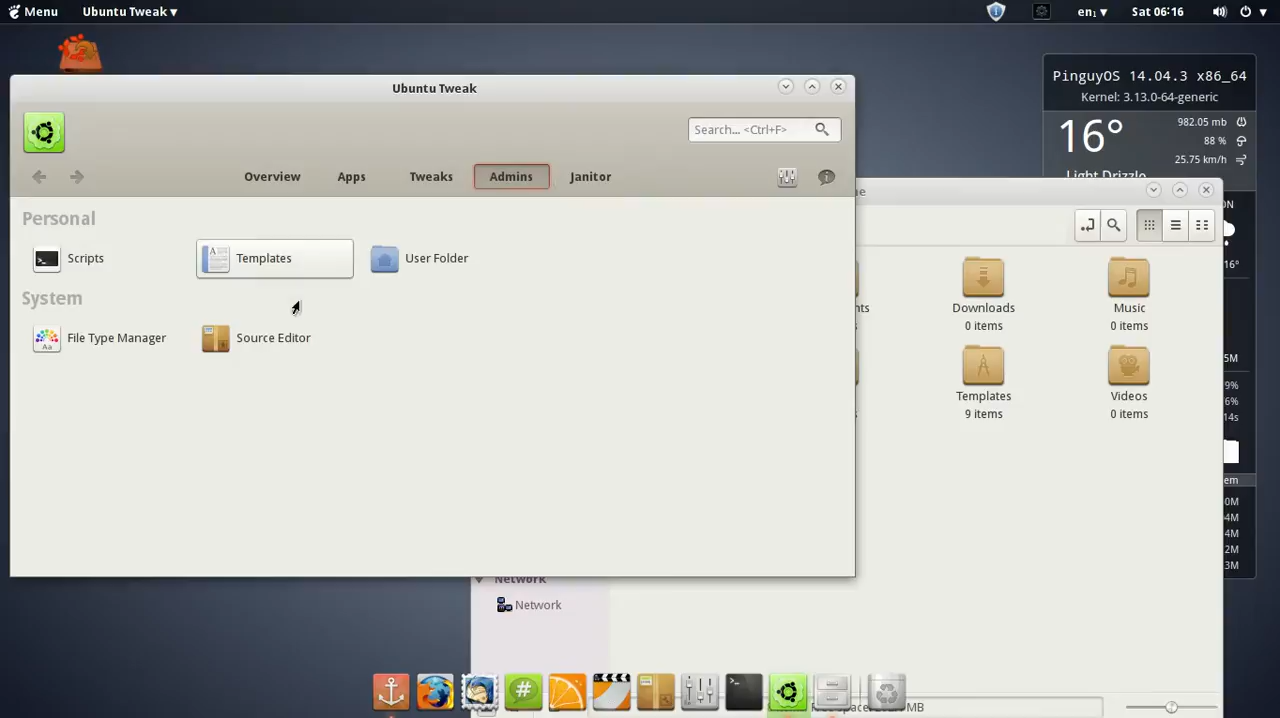 Menu
Ubuntu Tweak ▾
en₁ ▾
Sat 06:16
PinguyOS 14.04.3 x86_64
Kernel: 3.13.0-64-generic
16°
982.05 mb
88 %
25.75 km/h
Light Drizzle
Ubuntu Tweak
Search... <Ctrl+F>
Overview
Apps
Tweaks
Admins
Janitor
Personal
Scripts
Templates
User Folder
System
File Type Manager
Source Editor
Downloads
0 items
Music
0 items
Templates
9 items
Videos
0 items
16°
Network
Network